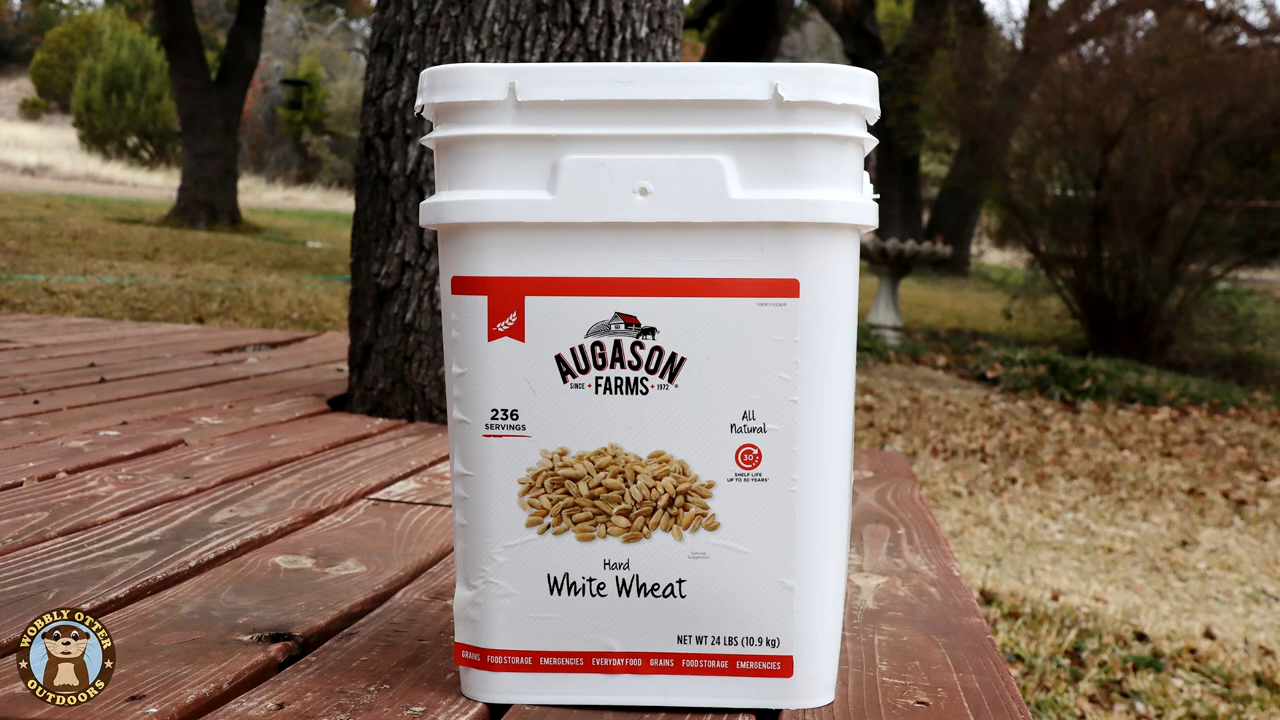 AUGASON
SINCE FARMS 1972
236
SERVINGS
All
Natural
30
SHELF LIFE
UP TO 30 YEARS*
Serving
Suggestion
Hard
White Wheat
NET WT 24 LBS (10.9 kg)
GRAINS FOOD STORAGE EMERGENCIES EVERYDAY FOOD GRAINS FOOD STORAGE EMERGENCIES
WOBBLY OTTER
OUTDOORS